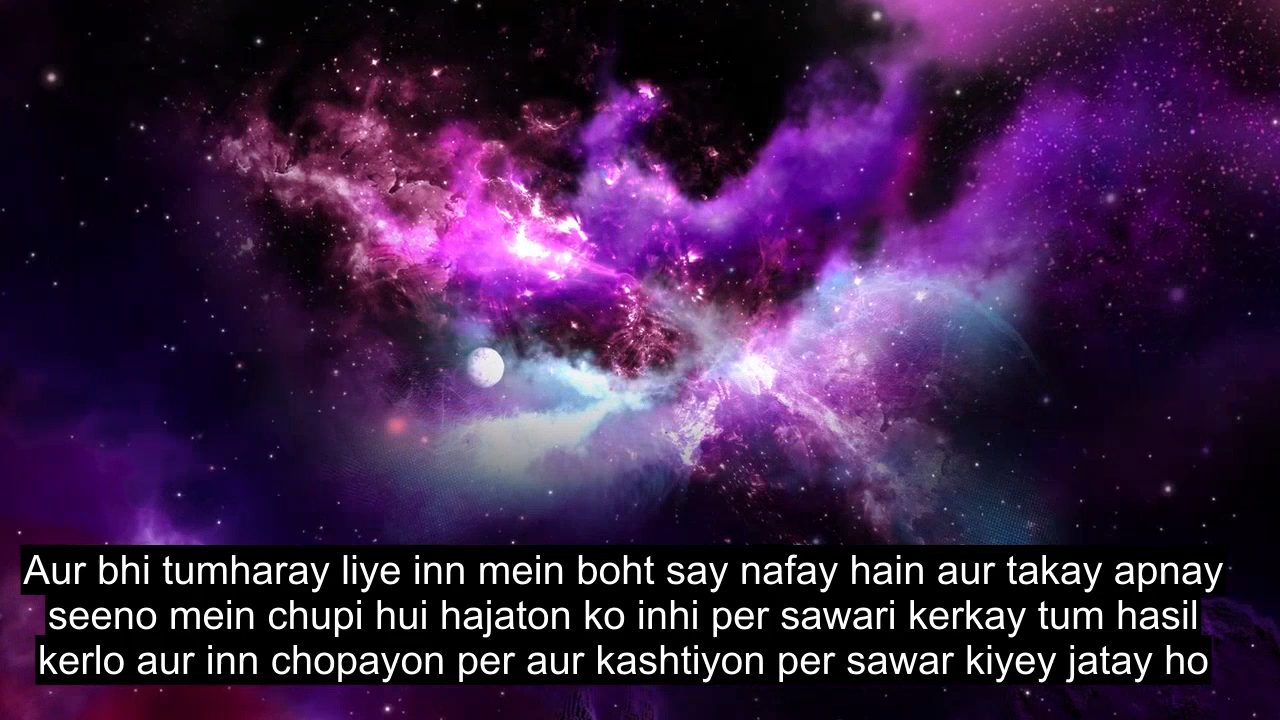 Aur bhi tumharay liye inn mein boht say nafay hain aur takay apnay
seeno mein chupi hui hajaton ko inhi per sawari kerkay tum hasil
kerlo aur inn chopayon per aur kashtiyon per sawar kiyey jatay ho